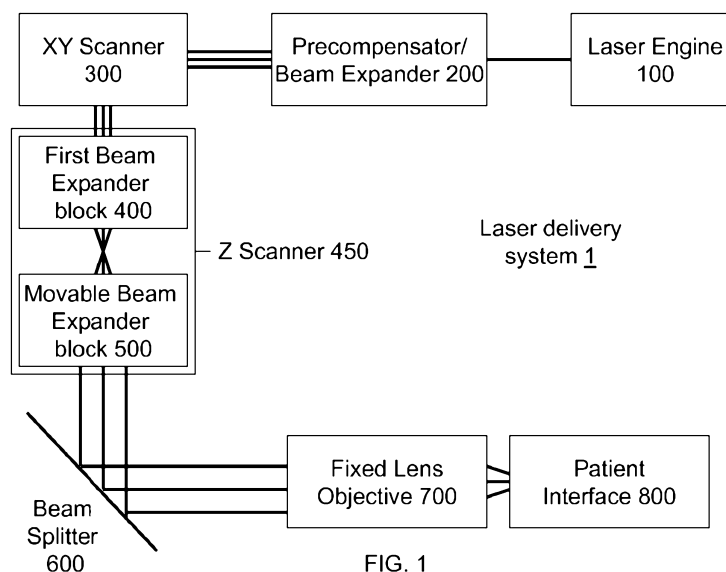 XY Scanner
300
Precompensator/
Beam Expander 200
Laser Engine
100
First Beam
Expander
block 400
Z Scanner 450
Laser delivery
system 1
Movable Beam
Expander
block 500
Fixed Lens
Objective 700
Patient
Interface 800
Beam
Splitter
600
FIG. 1